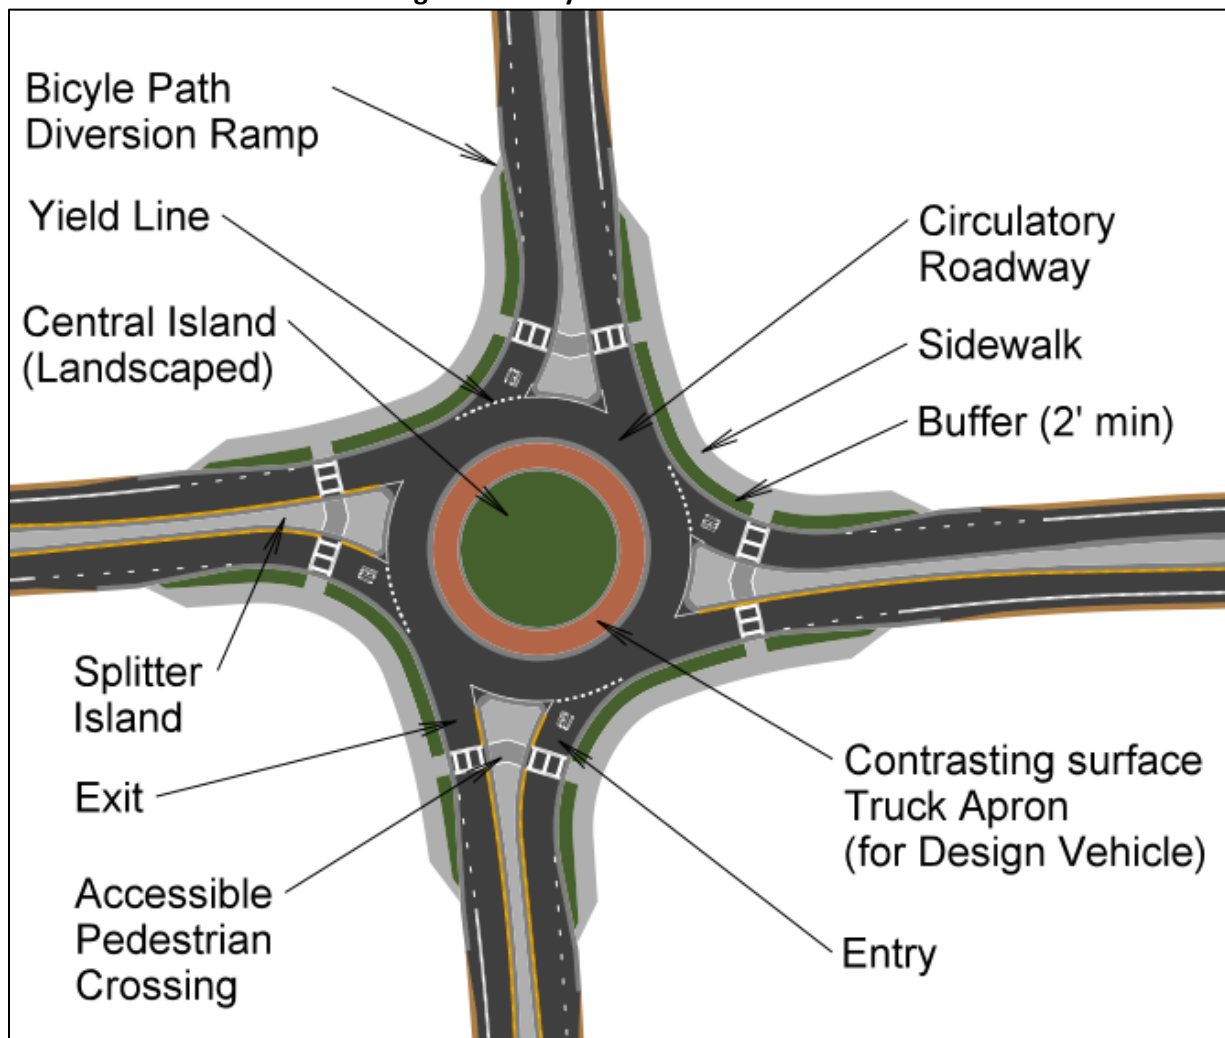 Bicyle Path
Diversion Ramp
Yield Line
Central Island
(Landscaped)
Circulatory
Roadway
Sidewalk
Buffer (2' min)
Splitter
Island
Exit
Accessible
Pedestrian
Crossing
Contrasting surface
Truck Apron
(for Design Vehicle)
Entry